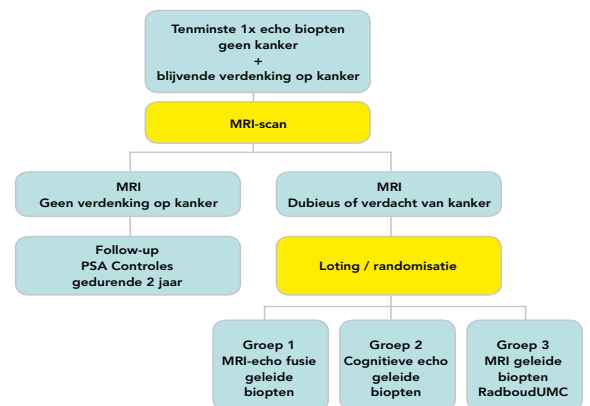 Tenminste 1x echo biopten
geen kanker
+
blijvende verdenking op kanker
MRI-scan
MRI
Geen verdenking op kanker
MRI
Dubieus of verdacht van kanker
Follow-up
PSA Controles
gedurende 2 jaar
Loting / randomisatie
Groep 1
MRI-echo fusie
geleide
biopten
Groep 2
Cognitieve echo
geleide
biopten
Groep 3
MRI geleide
biopten
RadboudUMC